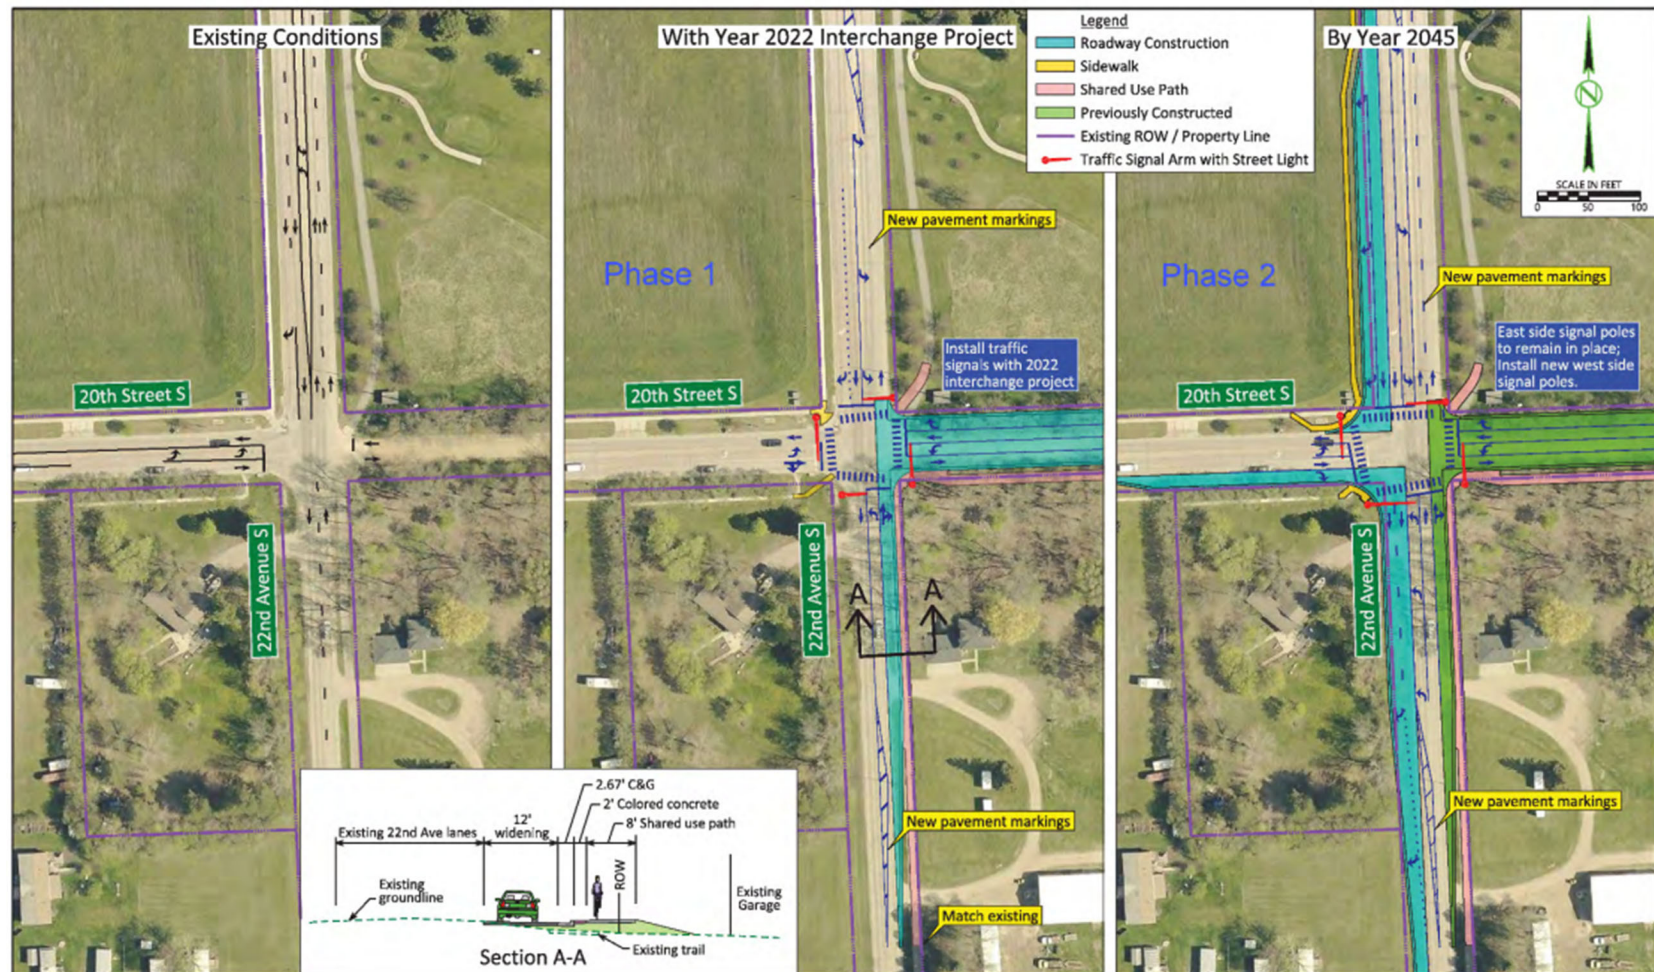 Existing Conditions
With Year 2022 Interchange Project
Legend
Roadway Construction
Sidewalk
Shared Use Path
Previously Constructed
Existing ROW / Property Line
Traffic Signal Arm with Street Light
By Year 2045
N
SCALE IN FEET
0 50 100
20th Street S
22nd Avenue S
Phase 1
New pavement markings
Install traffic
signals with 2022
interchange project
20th Street S
22nd Avenue S
A A
New pavement markings
Match existing
Phase 2
New pavement markings
East side signal poles
to remain in place;
Install new west side
signal poles.
20th Street S
22nd Avenue S
New pavement markings
2.67' C&G
2' Colored concrete
8' Shared use path
Existing 22nd Ave lanes
12'
widening
ROW
Existing
groundline
Existing
Garage
Existing trail
Section A-A